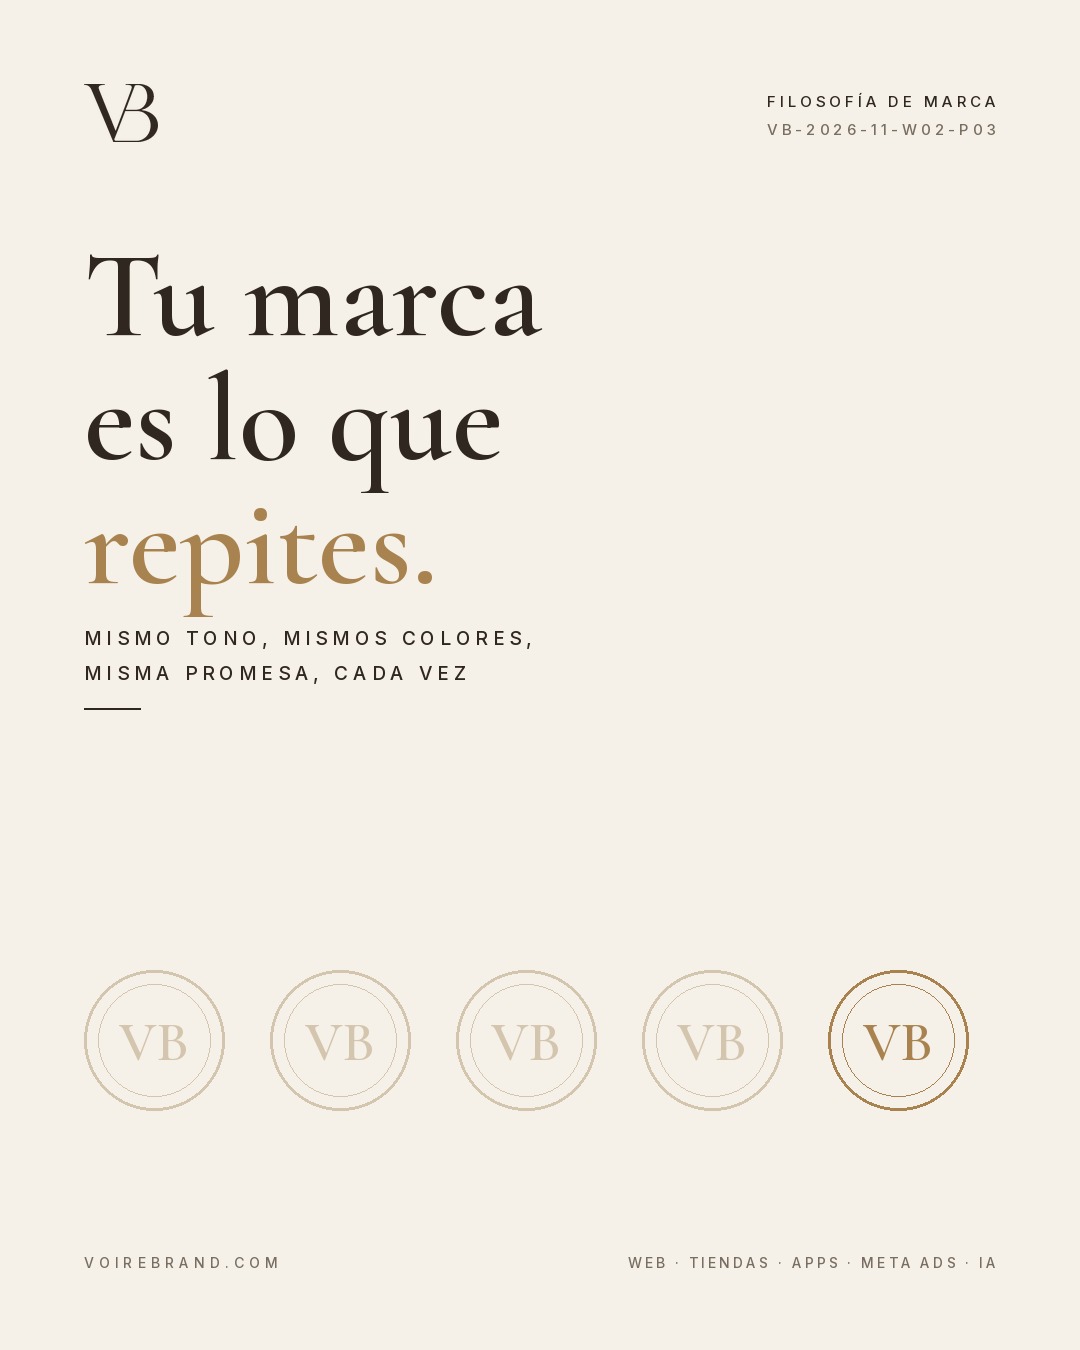 VB
FILOSOFÍA DE MARCA
VB-2026-11-W02-P03
Tu marca
es lo que
repites.
MISMO TONO, MISMOS COLORES,
MISMA PROMESA, CADA VEZ
VB VB VB VB VB
VOIREBRAND.COM
WEB · TIENDAS · APPS · META ADS · IA